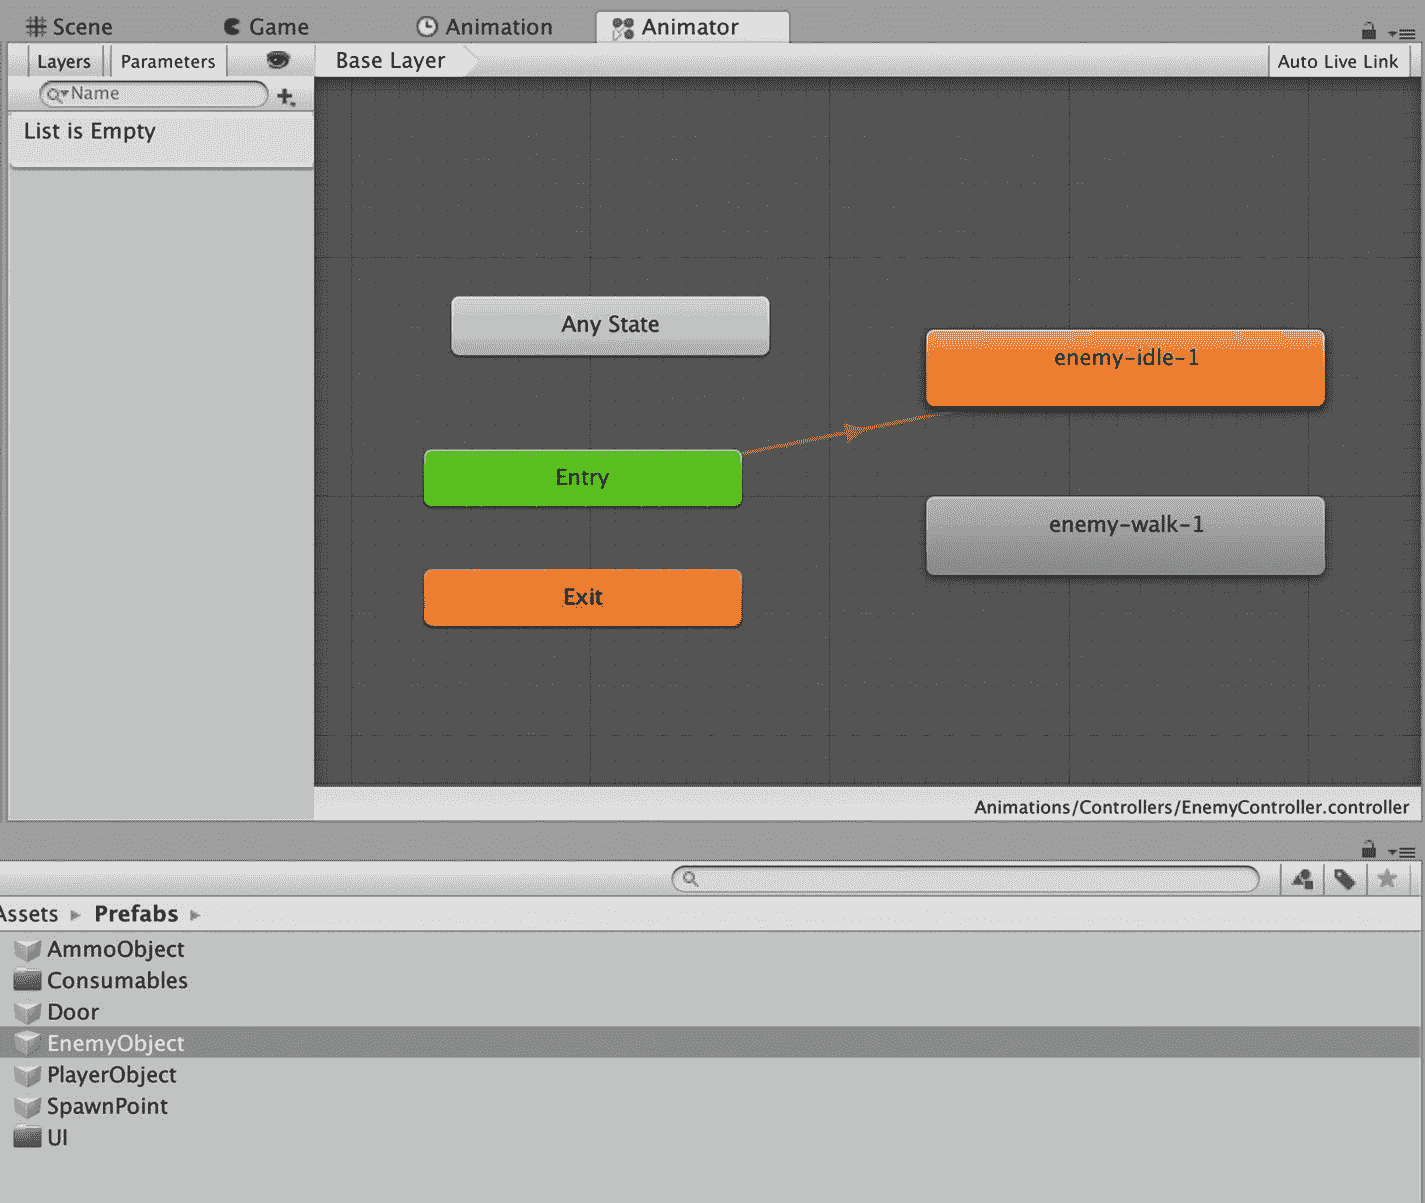 Scene Game Animation Animator
Layers Parameters Base Layer Auto Live Link
Name
List is Empty
Any State
enemy-idle-1
Entry
enemy-walk-1
Exit
Animations/Controllers/EnemyController.controller
Assets Prefabs
AmmoObject
Consumables
Door
EnemyObject
PlayerObject
SpawnPoint
UI